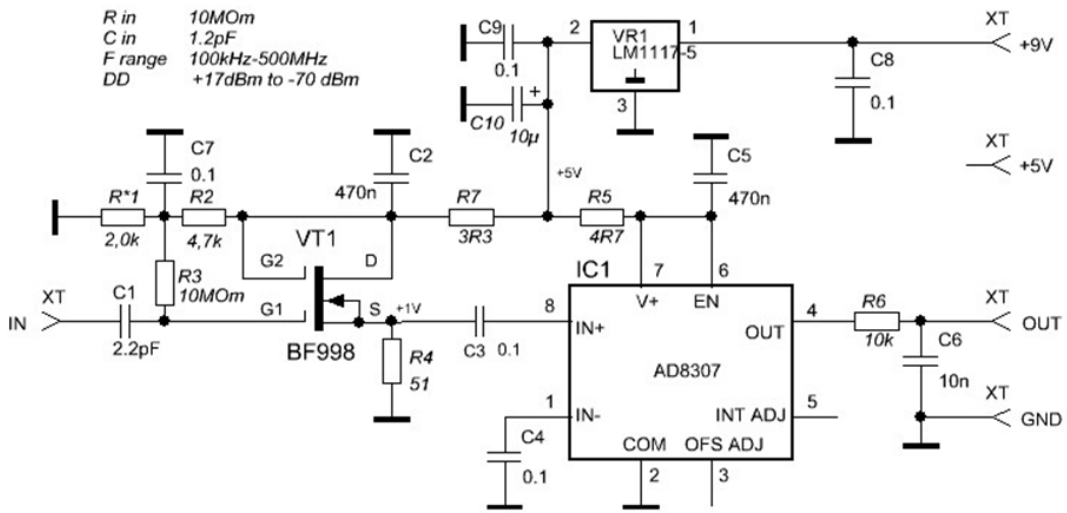 R in 10MOm
C in 1.2pF
F range 100kHz-500MHz
DD +17dBm to -70 dBm
C9
0.1
C10
10µ
+
2
VR1
LM1117-5
1
3
C8
0.1
XT
+9V
XT
+5V
C7
0.1
C2
470n
+5V
C5
470n
R*1
2,0k
R2
4,7k
R7
3R3
R5
4R7
VT1
G2
D
G1
S
+1V
BF998
R3
10MOm
XT
IN
C1
2.2pF
R4
51
C3
0.1
IC1
7
6
V+
EN
8
IN+
OUT
4
AD8307
1
IN-
INT ADJ
5
COM
OFS ADJ
2
3
C4
0.1
R6
10k
XT
OUT
C6
10n
XT
GND